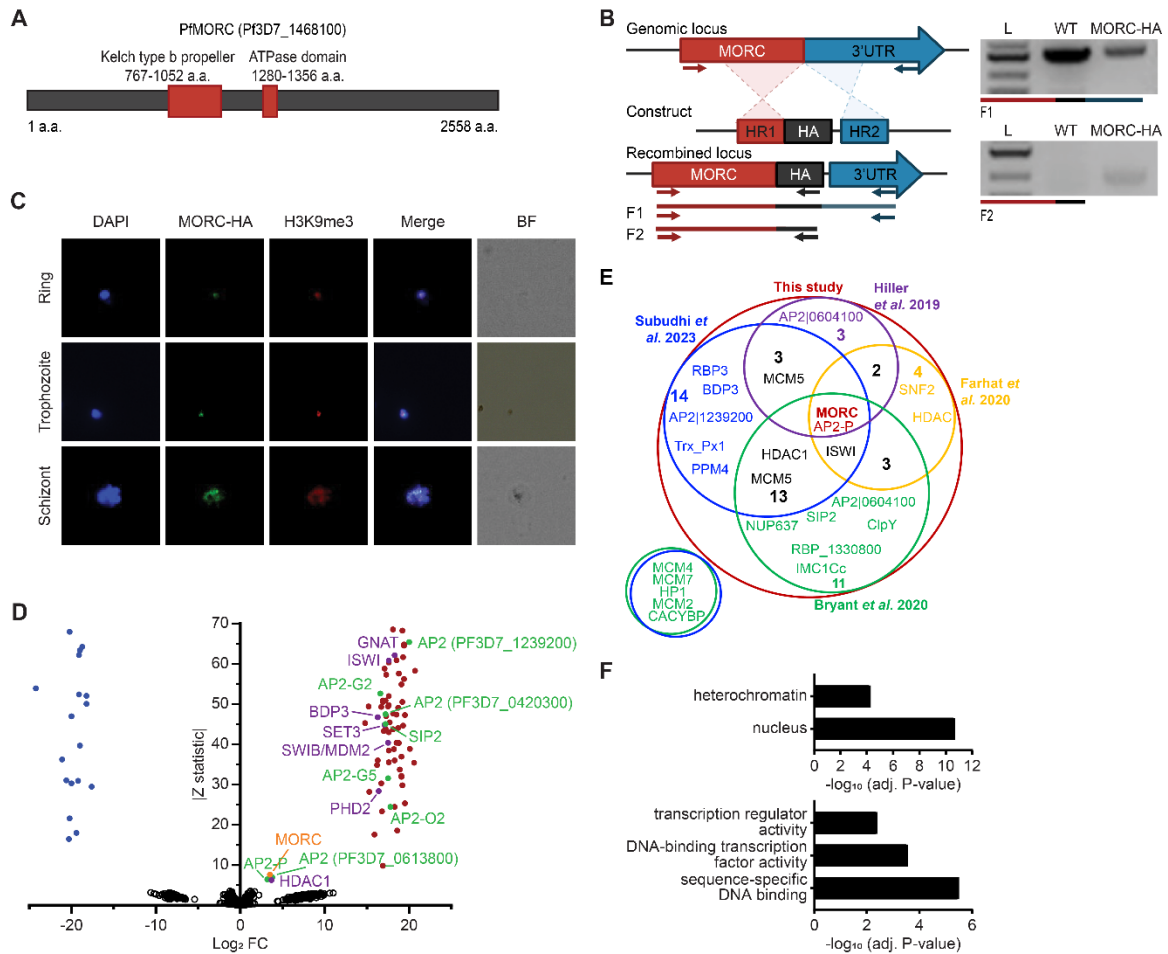 A
PfMORC (Pf3D7_1468100)
Kelch type b propeller
767-1052 a.a.
ATPase domain
1280-1356 a.a.
1 a.a.
2558 a.a.
B
Genomic locus
MORC
3'UTR
Construct
HR1
HA
HR2
Recombined locus
MORC
HA
3'UTR
F1
F2
L
WT
MORC-HA
F1
L
WT
MORC-HA
F2
C
DAPI
MORC-HA
H3K9me3
Merge
BF
Ring
Trophozoite
Schizont
E
This study
Hiller
et al. 2019
Subudhi et
al. 2023
AP2|0604100
3
3
MCM5
2
4
SNF2
Farhat et
al. 2020
HDAC
RBP3
BDP3
14
AP2|1239200
MORC
AP2-P
Trx_Px1
PPM4
HDAC1
ISWI
MCM5
13
3
AP2|0604100
SIP2
NUP637
ClpY
RBP_1330800
IMC1Cc
11
Bryant et al. 2020
MCM4
MCM7
HP1
MCM2
CACYBP
D
|Z statistic|
70
60
50
40
30
20
10
-20
-10
0
10
20
Log₂ FC
GNAT
ISWI
AP2 (PF3D7_1239200)
AP2-G2
AP2 (PF3D7_0420300)
BDP3
SET3
SIP2
SWIB/MDM2
AP2-G5
PHD2
AP2-O2
MORC
AP2-P
AP2 (PF3D7_0613800)
HDAC1
F
heterochromatin
nucleus
0 2 4 6 8 10 12
-log₁₀ (adj. P-value)
transcription regulator
activity
DNA-binding transcription
factor activity
sequence-specific
DNA binding
0 2 4 6
-log₁₀ (adj. P-value)